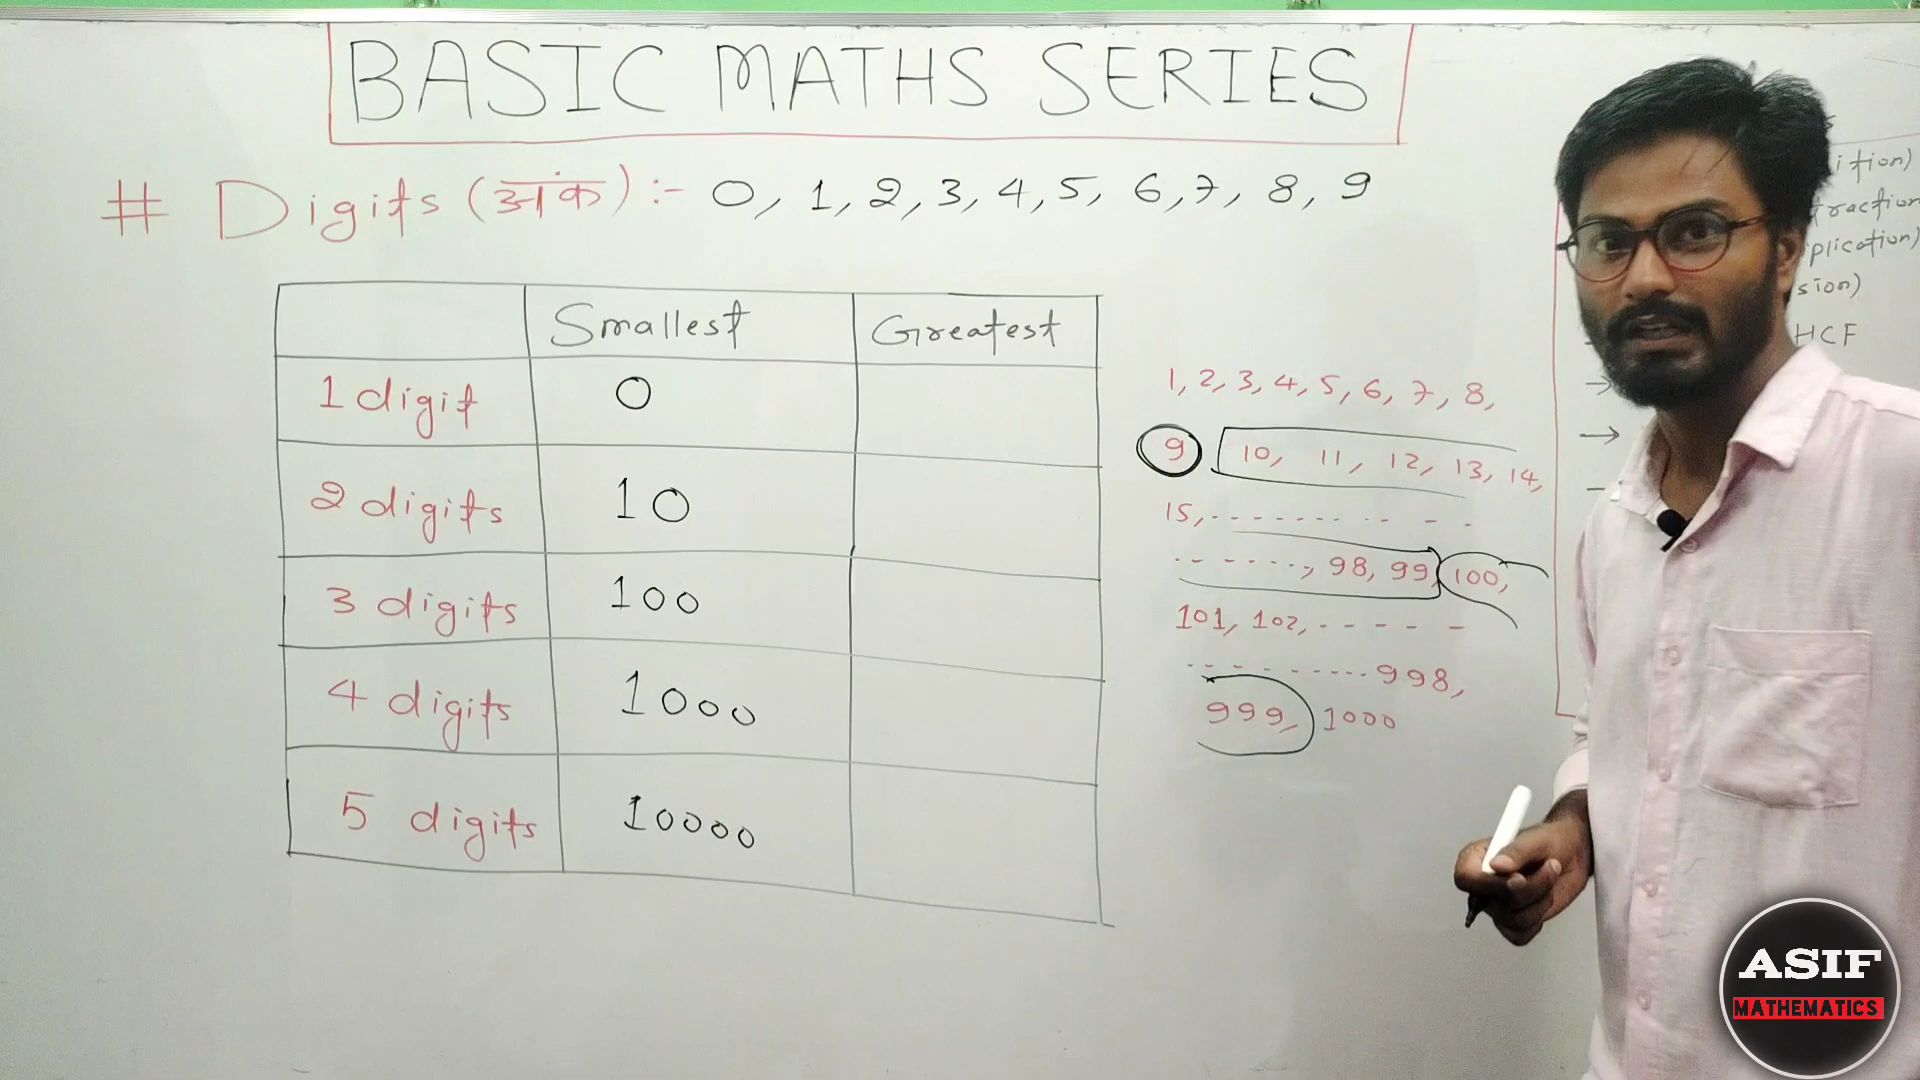 BASIC MATHS SERIES
# Digits (अंक) :- 0, 1, 2, 3, 4, 5, 6, 7, 8, 9
Smallest Greatest
1 digit 0
2 digits 10
3 digits 100
4 digits 1000
5 digits 10000
1, 2, 3, 4, 5, 6, 7, 8,
9 10, 11, 12, 13, 14,
15, - - - - - - - - - - -
- - - - - -, 98, 99, 100,
101, 102, - - - - -
- - - - - - - - - 998,
999, 1000
HCF
ASIF
MATHEMATICS